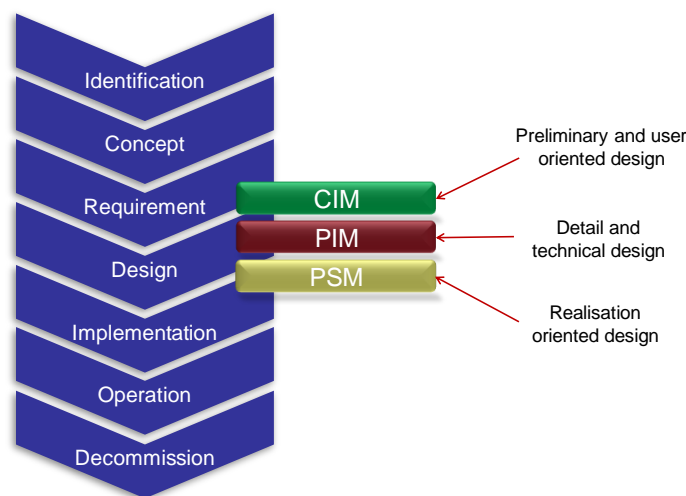 Identification
Concept
Requirement
Design
Implementation
Operation
Decommission
CIM
PIM
PSM
Preliminary and user
oriented design
Detail and
technical design
Realisation
oriented design